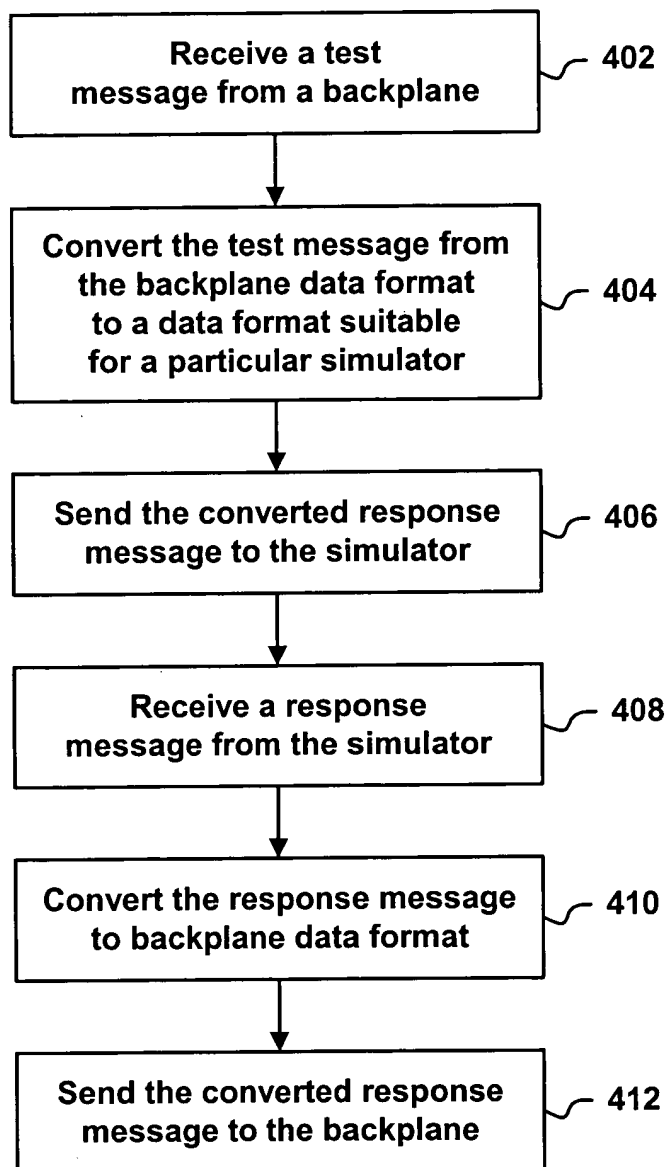 Receive a test
message from a backplane
402
Convert the test message from
the backplane data format
to a data format suitable
for a particular simulator
404
Send the converted response
message to the simulator
406
Receive a response
message from the simulator
408
Convert the response message
to backplane data format
410
Send the converted response
message to the backplane
412